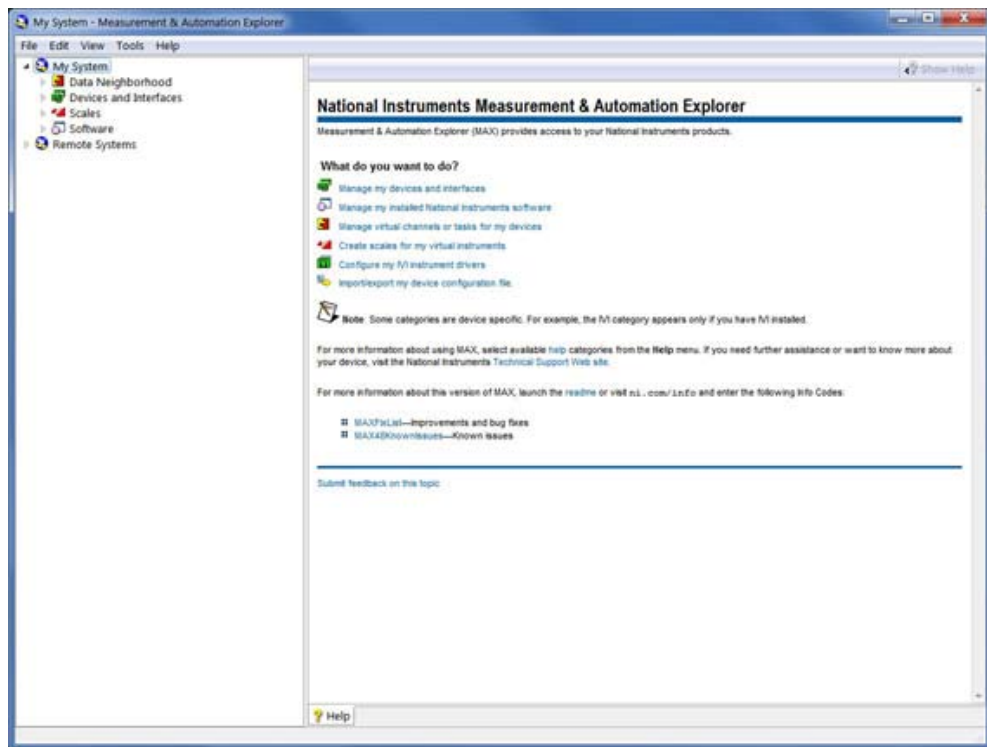 My System - Measurement & Automation Explorer
File Edit View Tools Help
My System
Data Neighborhood
Devices and Interfaces
Scales
Software
Remote Systems
Show Help
National Instruments Measurement & Automation Explorer
Measurement & Automation Explorer (MAX) provides access to your National Instruments products.
What do you want to do?
Manage my devices and interfaces
Manage my installed National Instruments software
Manage virtual channels or tasks for my devices
Create scales for my virtual instruments
Configure my IVI instrument drivers
Import/export my device configuration file.
Note Some categories are device specific. For example, the IVI category appears only if you have IVI installed.
For more information about using MAX, select available help categories from the Help menu. If you need further assistance or want to know more about
your device, visit the National Instruments Technical Support Web site.
For more information about this version of MAX, launch the readme or visit ni.com/info and enter the following Info Codes:
MAXFixList—Improvements and bug fixes
MAX48KnownIssues—Known issues
Submit feedback on this topic
Help